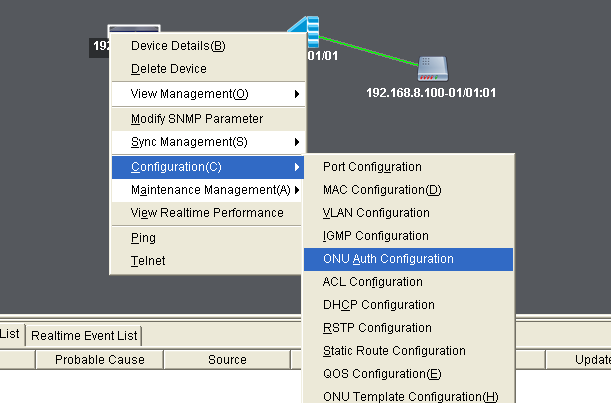 192
01/01
192.168.8.100-01/01:01
Device Details(B)
Delete Device
View Management(O)
Modify SNMP Parameter
Sync Management(S)
Configuration(C)
Maintenance Management(A)
View Realtime Performance
Ping
Telnet
Port Configuration
MAC Configuration(D)
VLAN Configuration
IGMP Configuration
ONU Auth Configuration
ACL Configuration
DHCP Configuration
RSTP Configuration
Static Route Configuration
QOS Configuration(E)
ONU Template Configuration(H)
List Realtime Event List
Probable Cause Source Update